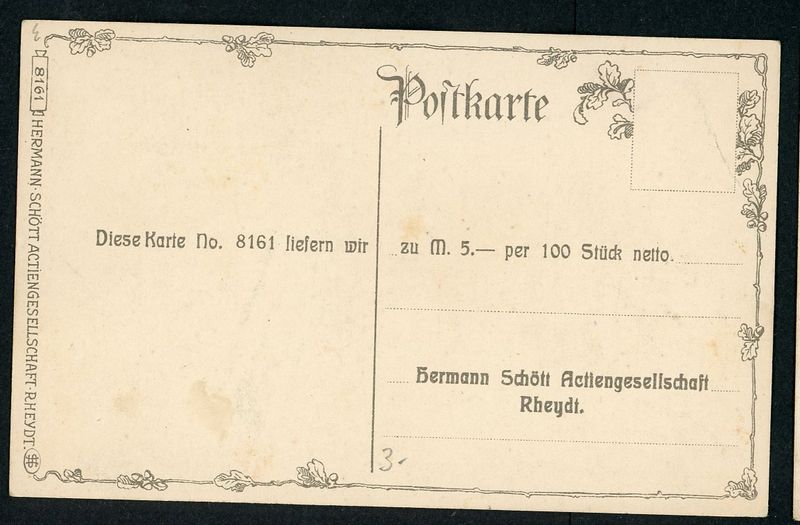 8161
HERMANN · SCHÖTT ACTIENGESELLSCHAFT · RHEYDT.
Postkarte
Diese Karte No. 8161 liefern wir zu M. 5.— per 100 Stück netto.
Hermann Schött Actiengesellschaft
Rheydt.
3.-